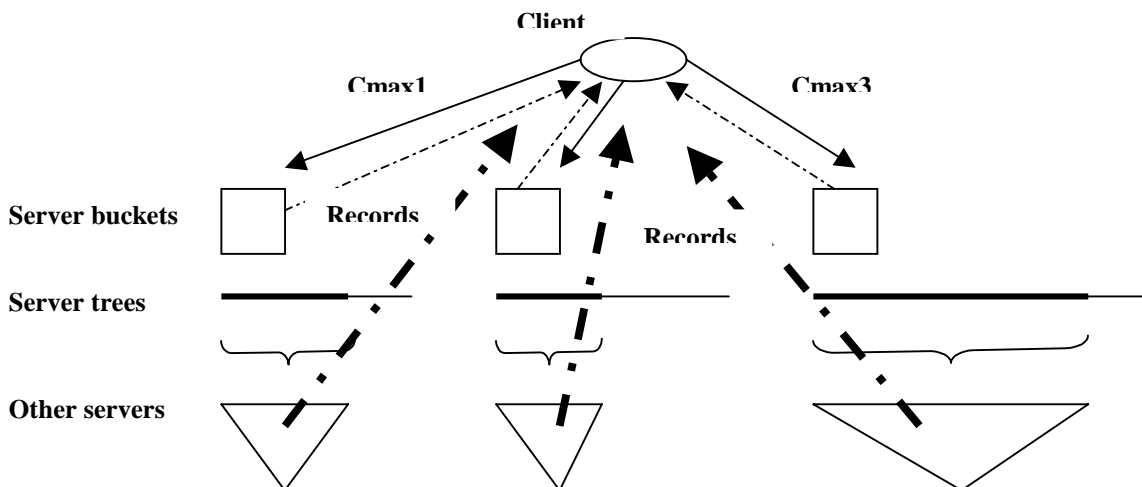 Client
Cmax1
Cmax3
Server buckets
Records
Records
Server trees
Other servers